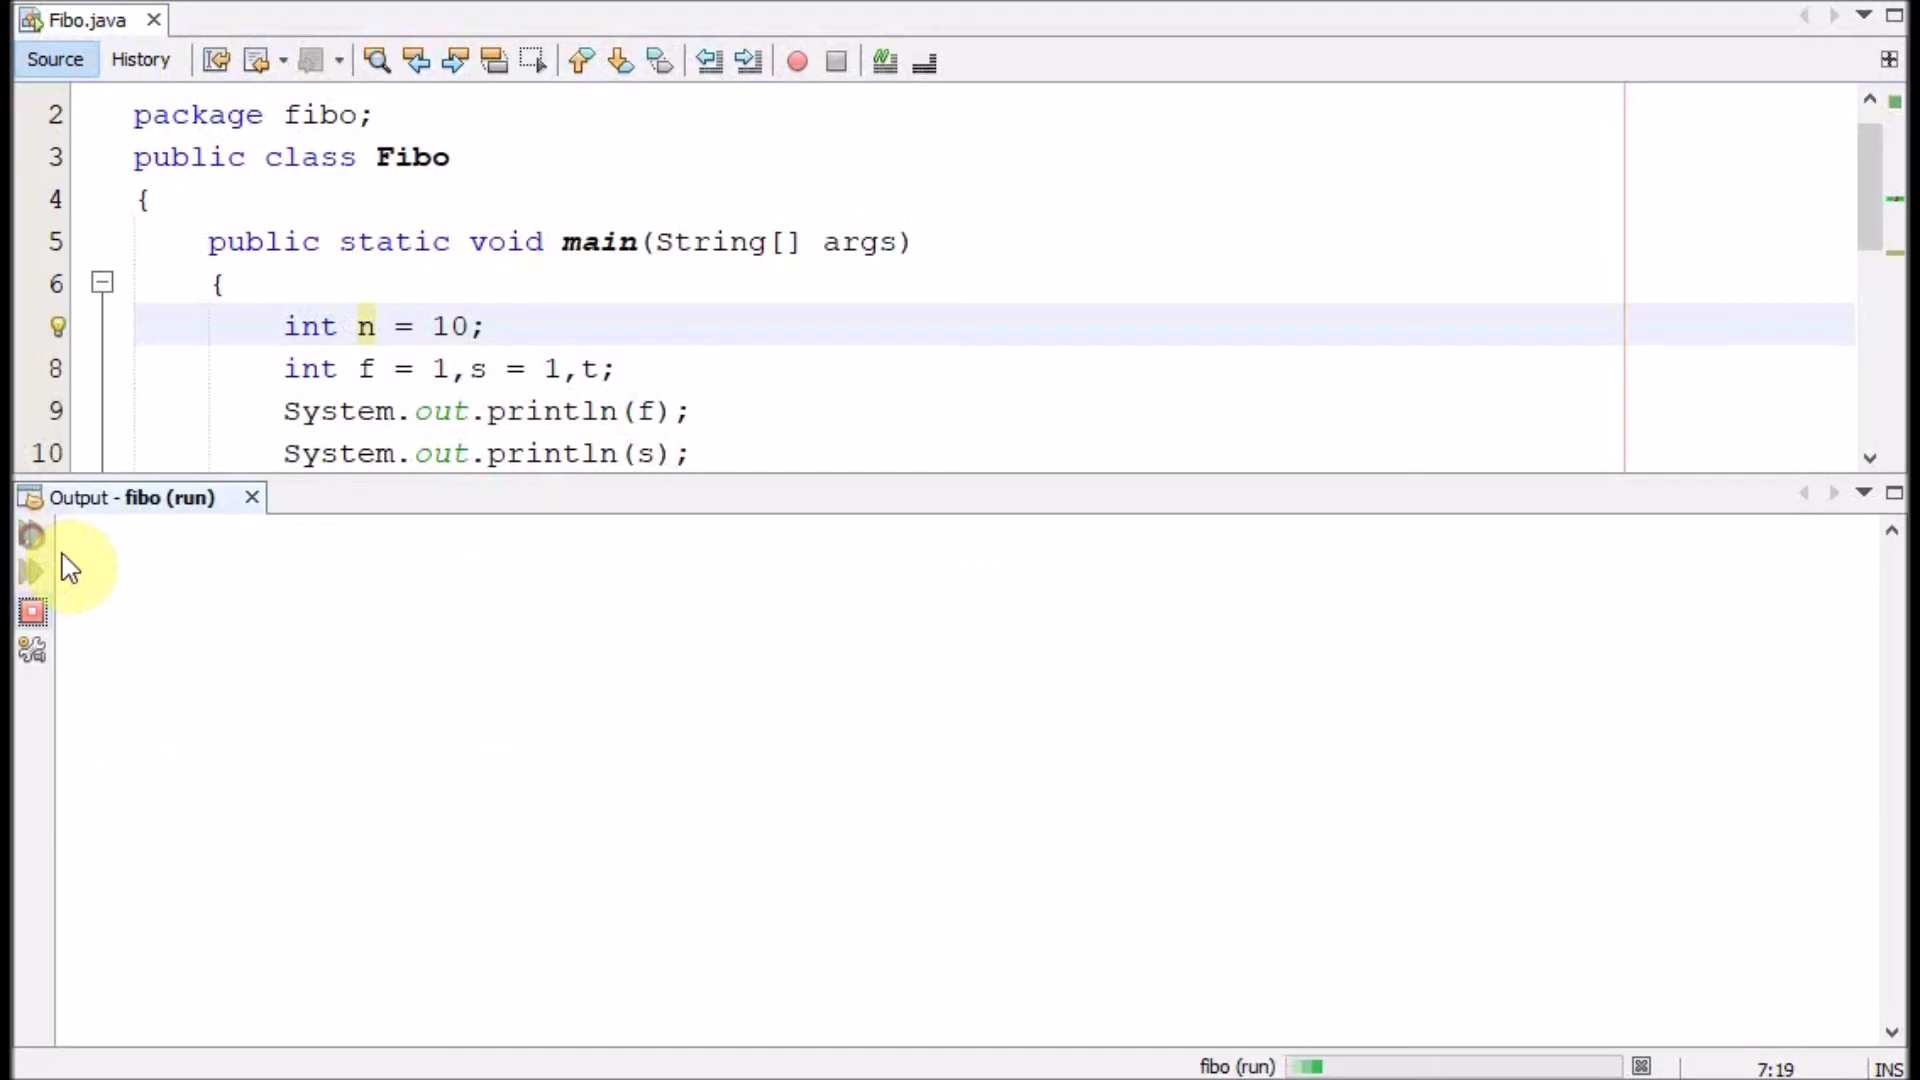 Fibo.java
Source History
2 package fibo;
3 public class Fibo
4 {
5 public static void main(String[] args)
6 {
int n = 10;
8 int f = 1,s = 1,t;
9 System.out.println(f);
10 System.out.println(s);
Output - fibo (run)
fibo (run) 7:19 INS